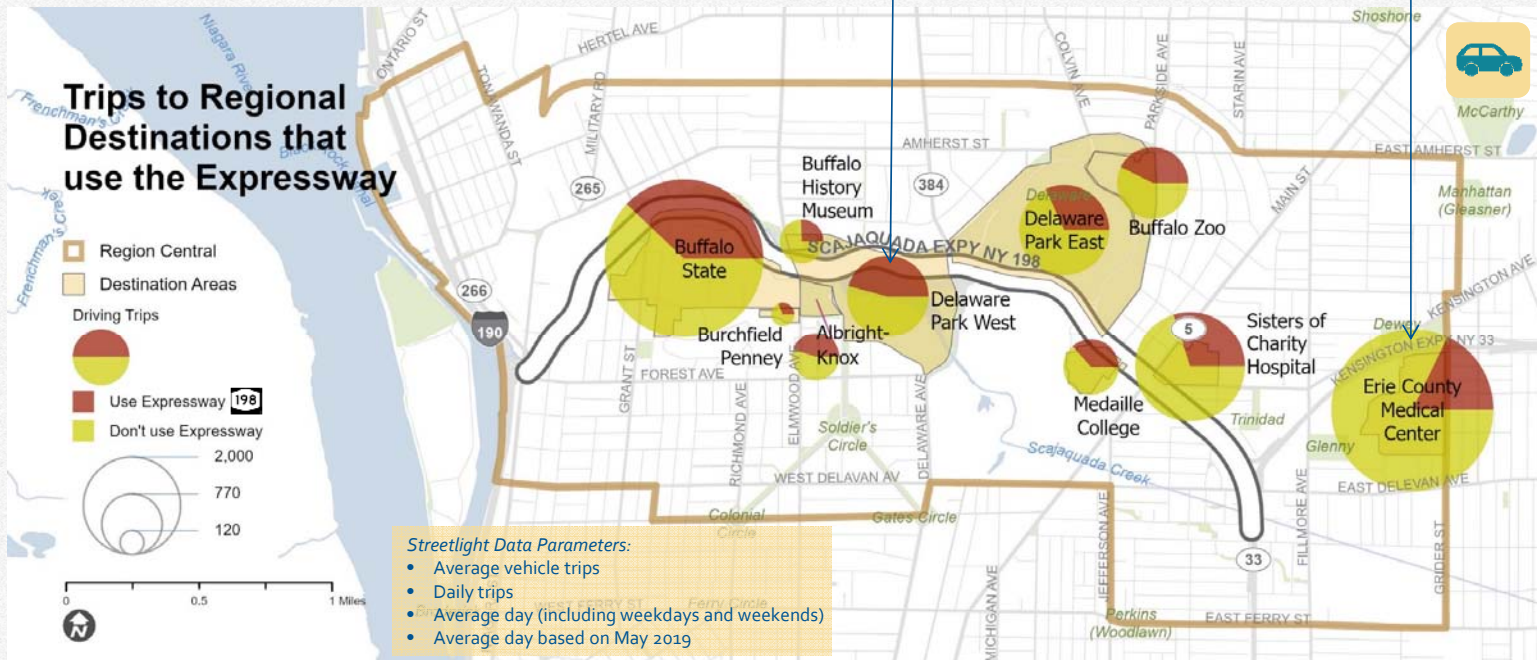 Trips to Regional
Destinations that
use the Expressway
Region Central
Destination Areas
Driving Trips
Use Expressway 198
Don't use Expressway
2,000
770
120
0 0.5 1 Miles
N
Streetlight Data Parameters:
• Average vehicle trips
• Daily trips
• Average day (including weekdays and weekends)
• Average day based on May 2019
Niagara River
Frenchman's Creek
Frenchman's Creek
ONTARIO ST
TONAWANDA ST
HERTEL AVE
MILITARY RD
265
266
190
AMHERST ST
384
COLVIN AVE
PARKSIDE AVE
STARIN AVE
MAIN ST
EAST AMHERST ST
Shoshone
McCarthy
Manhattan
(Gleasner)
Buffalo
State
Buffalo
History
Museum
SCAJAQUADA EXPY NY 198
Delaware
Delaware
Park East
Buffalo Zoo
Delaware
Park West
Burchfield
Penney
Albright-
Knox
Medaille
College
5
Sisters of
Charity
Hospital
Erie County
Medical
Center
Dewey
KENSINGTON AVE
KENSINGTON EXPY NY 33
GRANT ST
FOREST AVE
RICHMOND AVE
ELMWOOD AVE
DELAWARE AVE
Soldier's
Circle
WEST DELAVAN AV
Colonial
Circle
Gates Circle
Scajaquada Creek
Trinidad
Glenny
EAST DELEVAN AVE
JEFFERSON AVE
FILLMORE AVE
GRIDER ST
33
MICHIGAN AVE
WEST FERRY ST
Ferry Circle
Perkins
(Woodlawn)
EAST FERRY ST